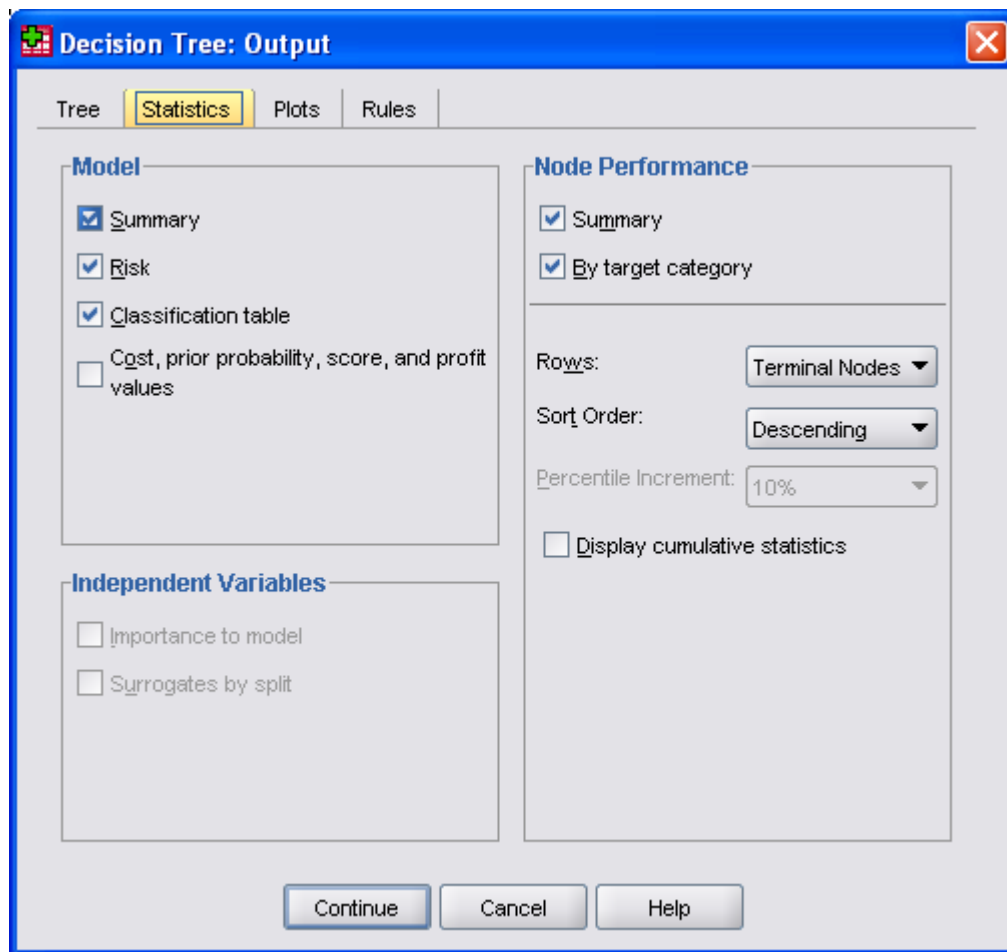 Decision Tree: Output
Tree
Statistics
Plots
Rules
Model
Summary
Risk
Classification table
Cost, prior probability, score, and profit
values
Independent Variables
Importance to model
Surrogates by split
Node Performance
Summary
By target category
Rows:
Terminal Nodes
Sort Order:
Descending
Percentile Increment:
10%
Display cumulative statistics
Continue
Cancel
Help